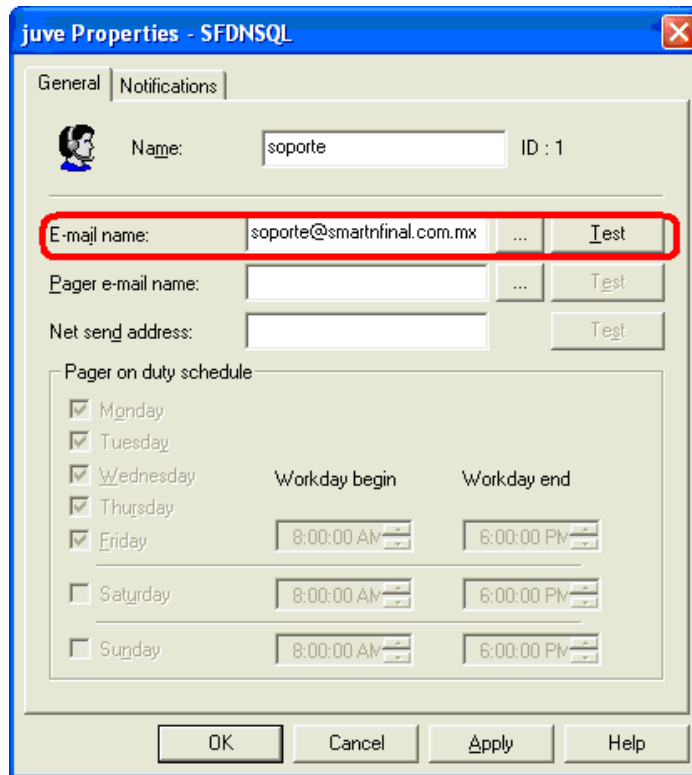 juve Properties - SFDNSQL
General Notifications
Name: soporte ID : 1
E-mail name: soporte@smartnfinal.com.mx ... Test
Pager e-mail name: ... Test
Net send address: Test
Pager on duty schedule
Monday
Tuesday
Wednesday Workday begin Workday end
Thursday
Friday 8:00:00 AM 6:00:00 PM
Saturday 8:00:00 AM 6:00:00 PM
Sunday 8:00:00 AM 6:00:00 PM
OK Cancel Apply Help